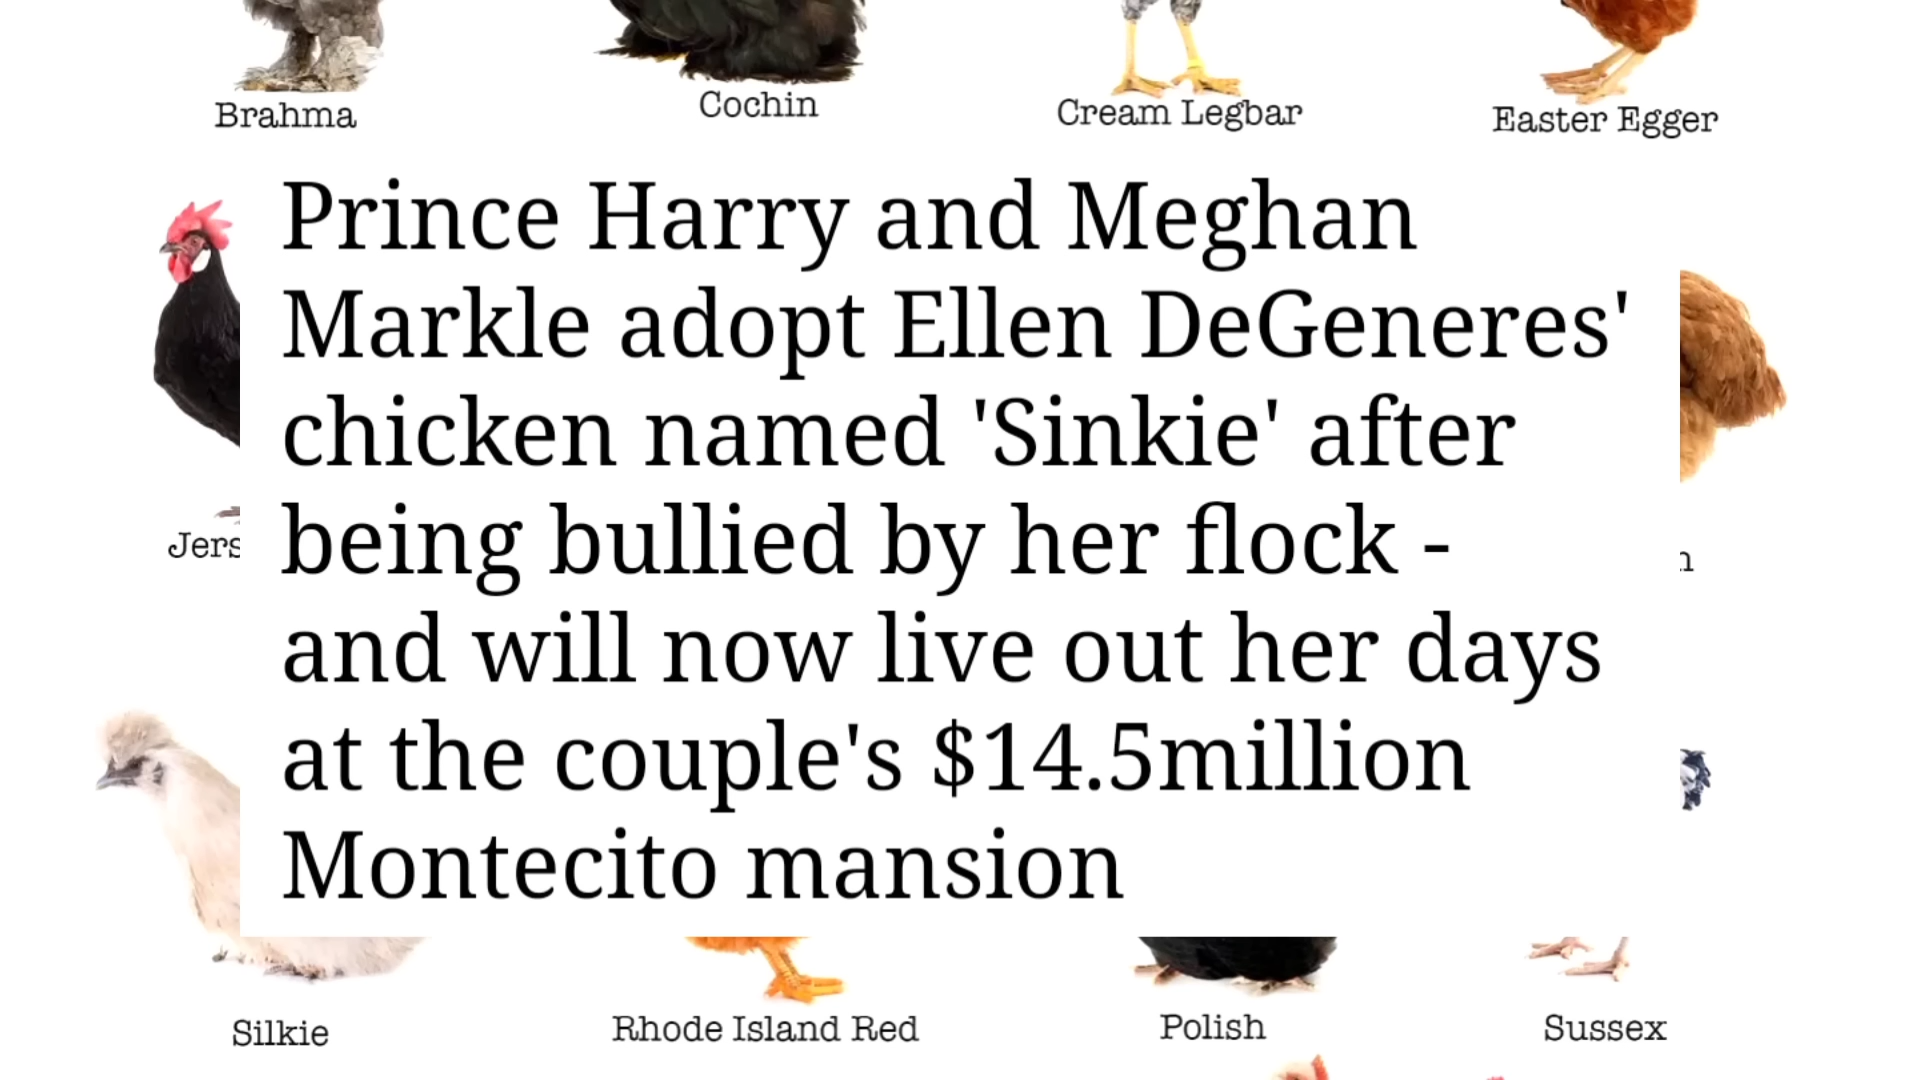 Brahma
Cochin
Cream Legbar
Easter Egger
Prince Harry and Meghan
Markle adopt Ellen DeGeneres'
chicken named 'Sinkie' after
being bullied by her flock -
and will now live out her days
at the couple's $14.5million
Montecito mansion
Silkie
Rhode Island Red
Polish
Sussex